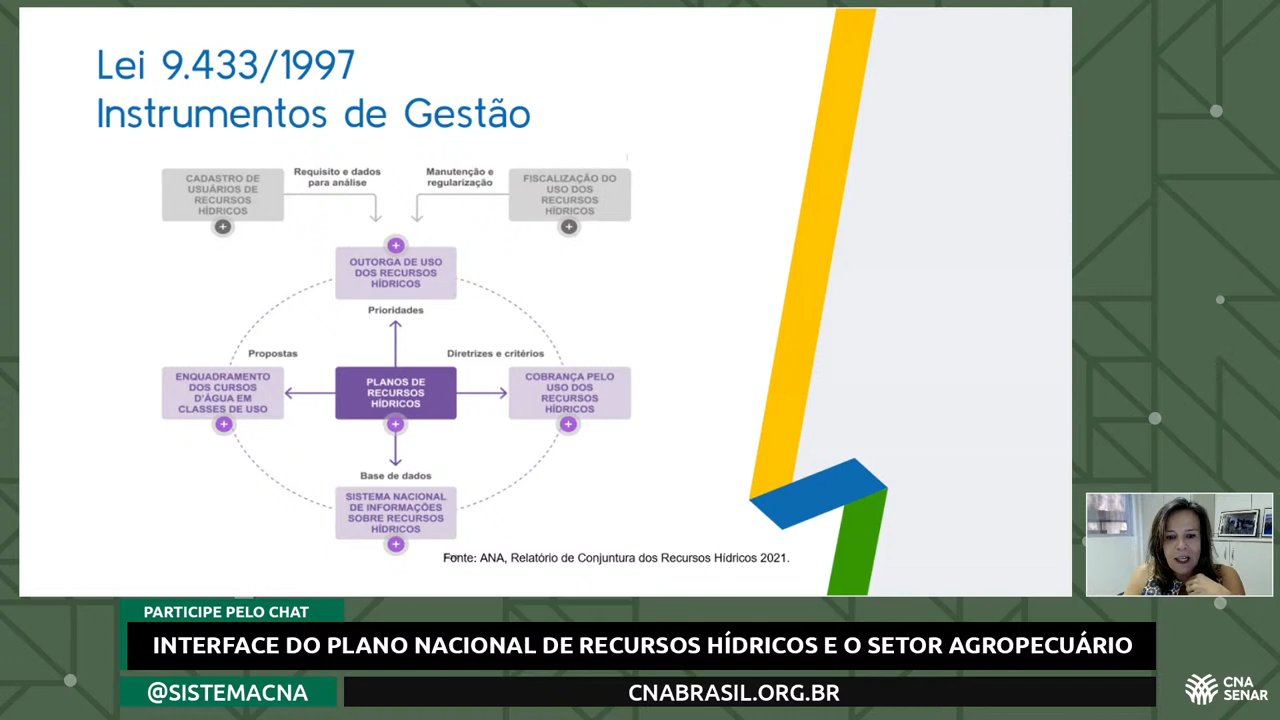 Lei 9.433/1997
Instrumentos de Gestão
CADASTRO DE
USUÁRIOS DE
RECURSOS
HÍDRICOS
Requisito e dados
para análise
Manutenção e
regularização
FISCALIZAÇÃO DO
USO DOS
RECURSOS
HÍDRICOS
OUTORGA DE USO
DOS RECURSOS
HÍDRICOS
Prioridades
Propostas
Diretrizes e critérios
ENQUADRAMENTO
DOS CURSOS
D'ÁGUA EM
CLASSES DE USO
PLANOS DE
RECURSOS
HÍDRICOS
COBRANÇA PELO
USO DOS
RECURSOS
HÍDRICOS
Base de dados
SISTEMA NACIONAL
DE INFORMAÇÕES
SOBRE RECURSOS
HÍDRICOS
Fonte: ANA, Relatório de Conjuntura dos Recursos Hídricos 2021.
SENAR
PARTICIPE PELO CHAT
INTERFACE DO PLANO NACIONAL DE RECURSOS HÍDRICOS E O SETOR AGROPECUÁRIO
@SISTEMACNA
CNABRASIL.ORG.BR
CNA
SENAR